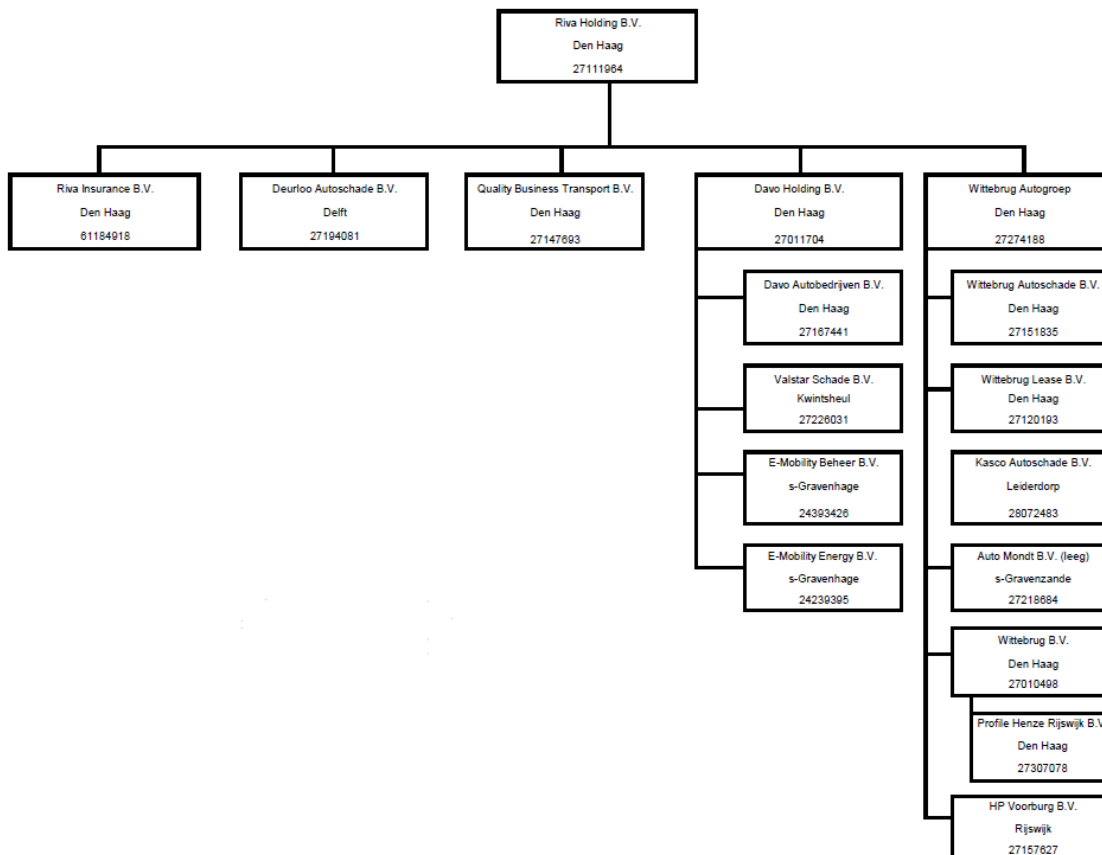 Riva Holding B.V.
Den Haag
27111964
Riva Insurance B.V.
Den Haag
61184918
Deurloo Autoschade B.V.
Delft
27194081
Quality Business Transport B.V.
Den Haag
27147693
Davo Holding B.V.
Den Haag
27011704
Wittebrug Autogroep
Den Haag
27274188
Davo Autobedrijven B.V.
Den Haag
27167441
Valstar Schade B.V.
Kwintsheul
27226031
E-Mobility Beheer B.V.
s-Gravenhage
24393426
E-Mobility Energy B.V.
s-Gravenhage
24239395
Wittebrug Autoschade B.V.
Den Haag
27151835
Wittebrug Lease B.V.
Den Haag
27120193
Kasco Autoschade B.V.
Leiderdorp
28072483
Auto Mondt B.V. (leeg)
s-Gravenzande
27218684
Wittebrug B.V.
Den Haag
27010498
Profile Henze Rijswijk B.V
Den Haag
27307078
HP Voorburg B.V.
Rijswijk
27157627